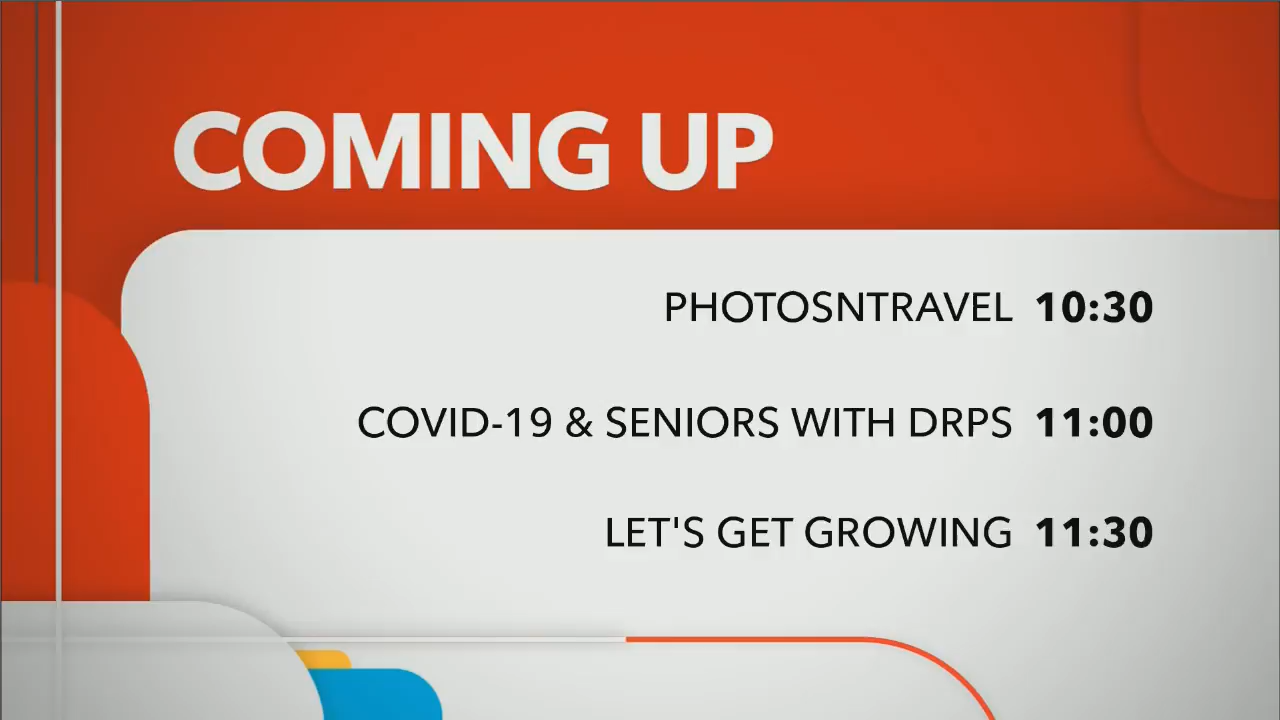 COMING UP
PHOTOSNTRAVEL 10:30
COVID-19 & SENIORS WITH DRPS 11:00
LET'S GET GROWING 11:30